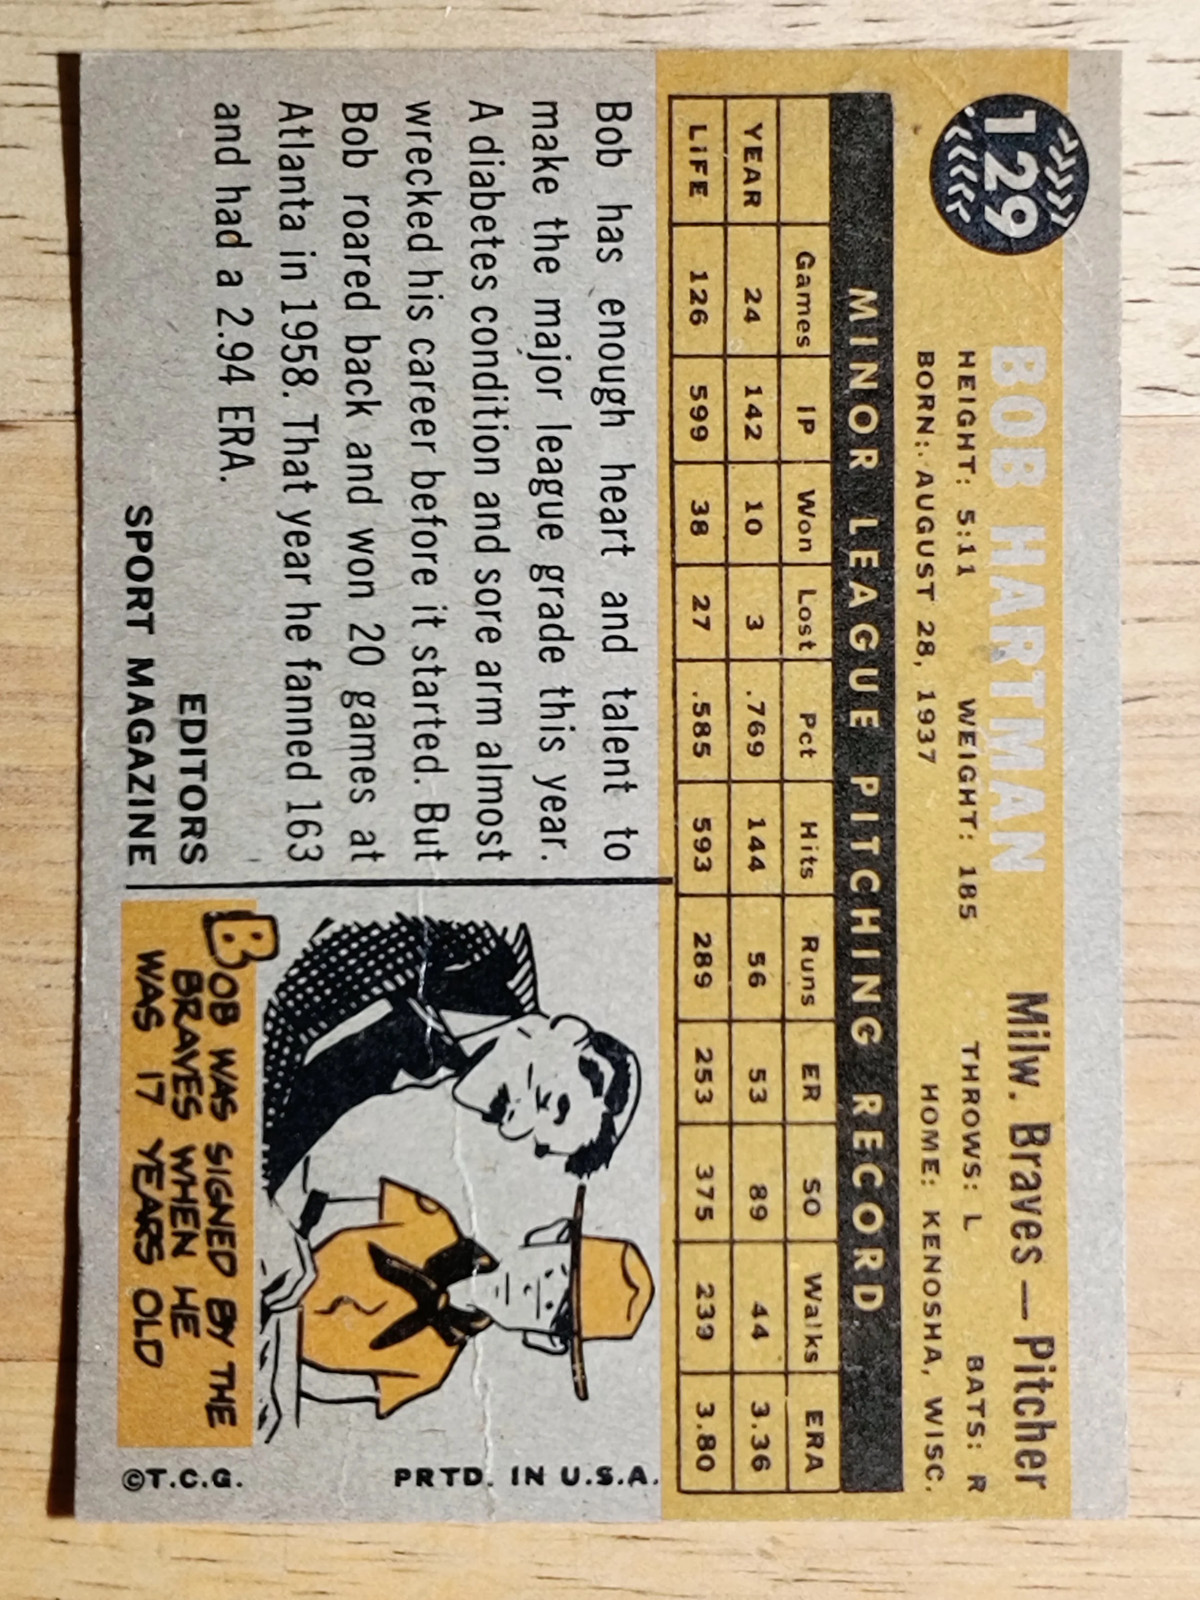 129
BOB HARTMAN Milw. Braves — Pitcher
HEIGHT: 5:11 WEIGHT: 185 THROWS: L BATS: R
BORN: AUGUST 28, 1937 HOME: KENOSHA, WISC.
MINOR LEAGUE PITCHING RECORD
Games IP Won Lost Pct Hits Runs ER SO Walks ERA
YEAR 24 142 10 3 .769 144 56 53 89 44 3.36
LIFE 126 599 38 27 .585 593 289 253 375 239 3.80
Bob has enough heart and talent to
make the major league grade this year.
A diabetes condition and sore arm almost
wrecked his career before it started. But
Bob roared back and won 20 games at
Atlanta in 1958. That year he fanned 163
and had a 2.94 ERA.
EDITORS
SPORT MAGAZINE
BOB WAS SIGNED BY THE
BRAVES WHEN HE
WAS 17 YEARS OLD
PRTD. IN U.S.A.
©T.C.G.